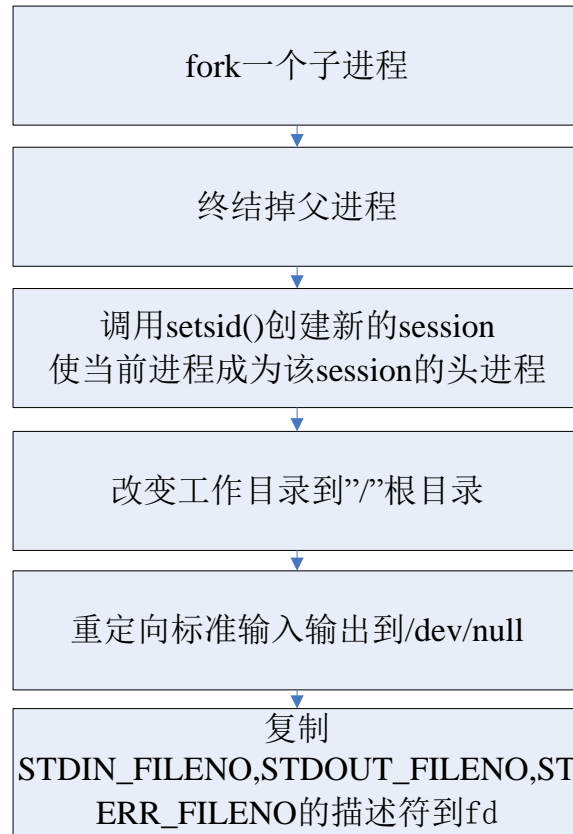 fork一个子进程
终结掉父进程
调用setsid()创建新的session
使当前进程成为该session的头进程
改变工作目录到”/”根目录
重定向标准输入输出到/dev/null
复制
STDIN_FILENO,STDOUT_FILENO,ST
ERR_FILENO的描述符到fd